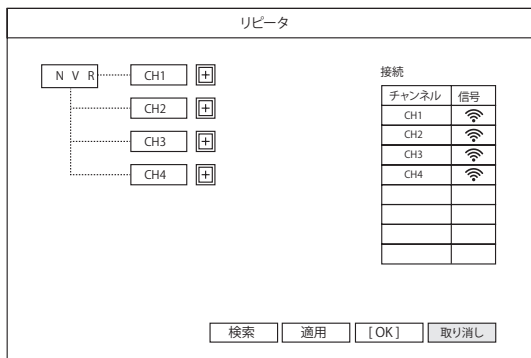 リピータ
N V R
CH1
CH2
CH3
CH4
接続
チャンネル 信号
CH1
CH2
CH3
CH4
検索 適用 [ OK ] 取り消し